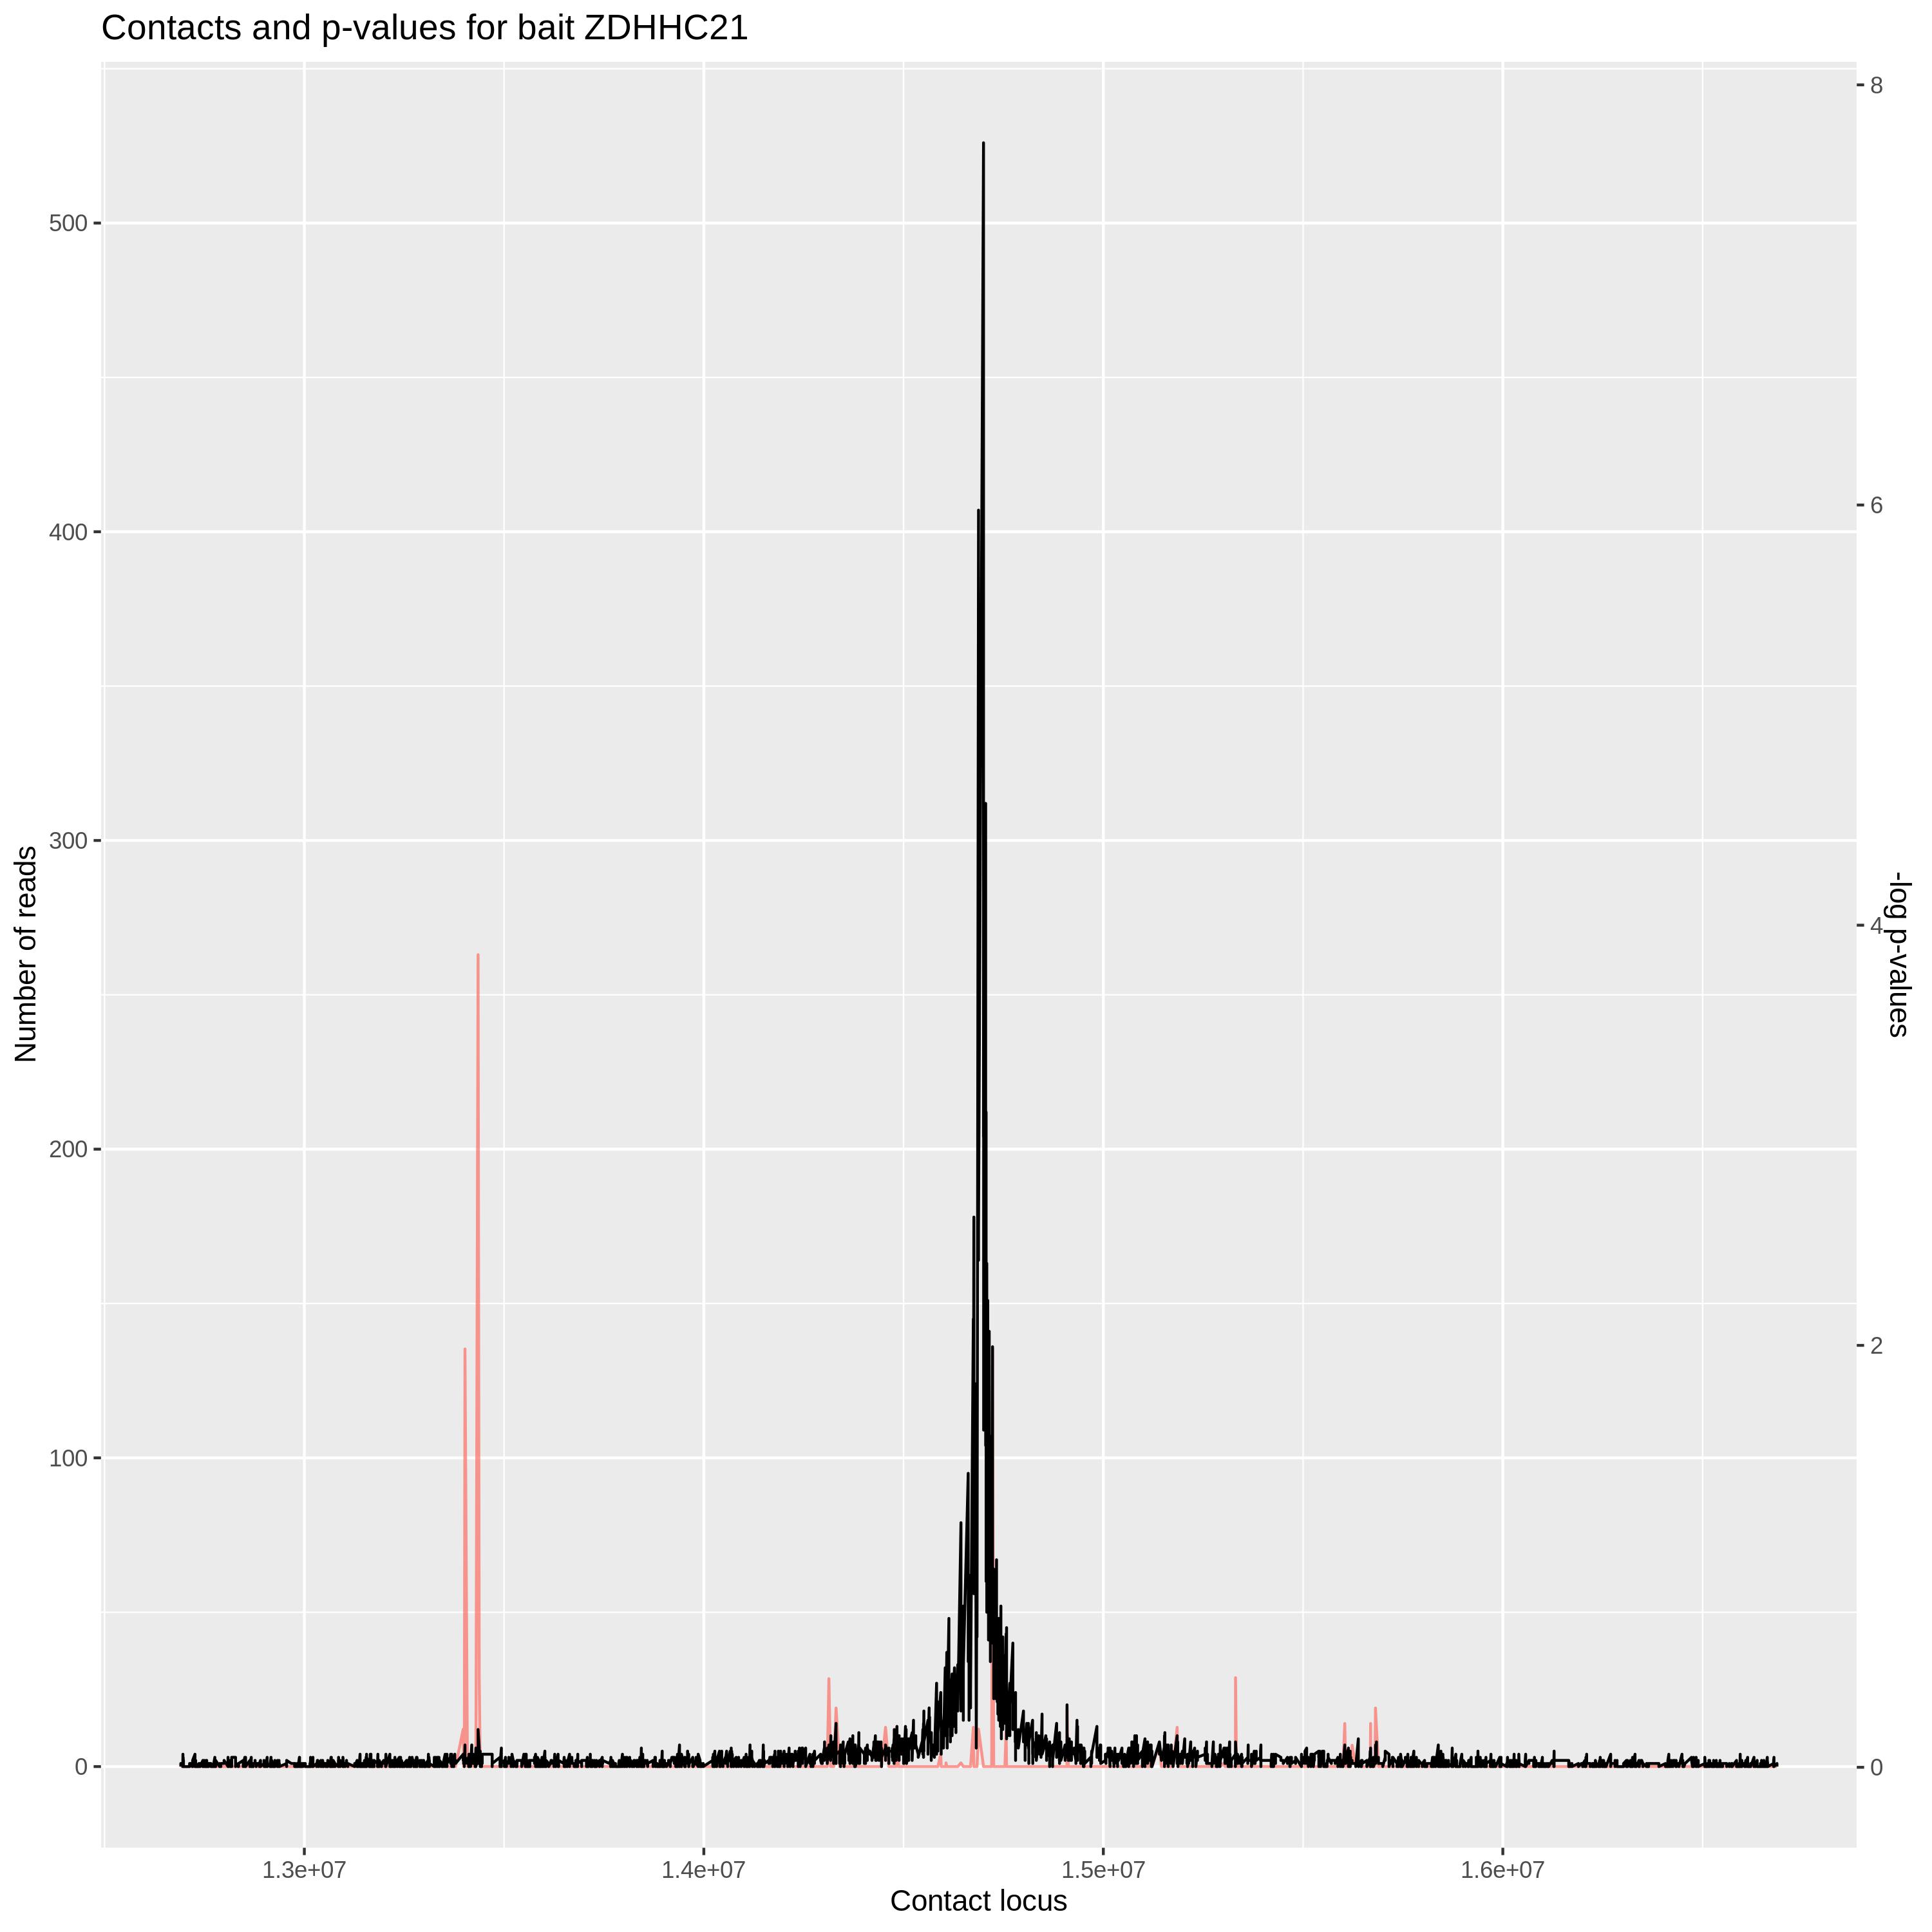 Contacts and p-values for bait ZDHHC21
Number of reads
500
400
300
200
100
0
8
6
4
2
0
-log p-values
1.3e+07
1.4e+07
1.5e+07
1.6e+07
Contact locus